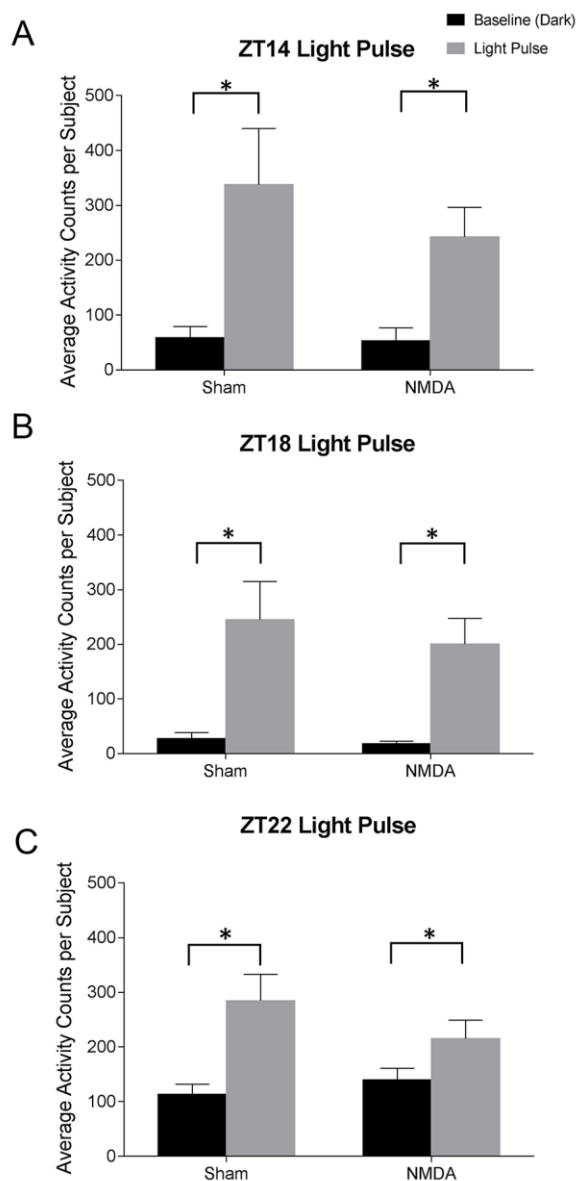 A
Baseline (Dark)
Light Pulse
ZT14 Light Pulse
Average Activity Counts per Subject
500
400
300
200
100
0
*
*
Sham
NMDA
B
ZT18 Light Pulse
Average Activity Counts per Subject
500
400
300
200
100
0
*
*
Sham
NMDA
C
ZT22 Light Pulse
Average Activity Counts per Subject
500
400
300
200
100
0
*
*
Sham
NMDA